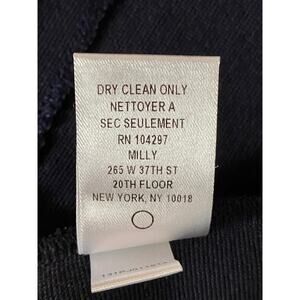 DRY CLEAN ONLY
NETTOYER A
SEC SEULEMENT
RN 104297
MILLY
265 W 37TH ST
20TH FLOOR
NEW YORK, NY 10018